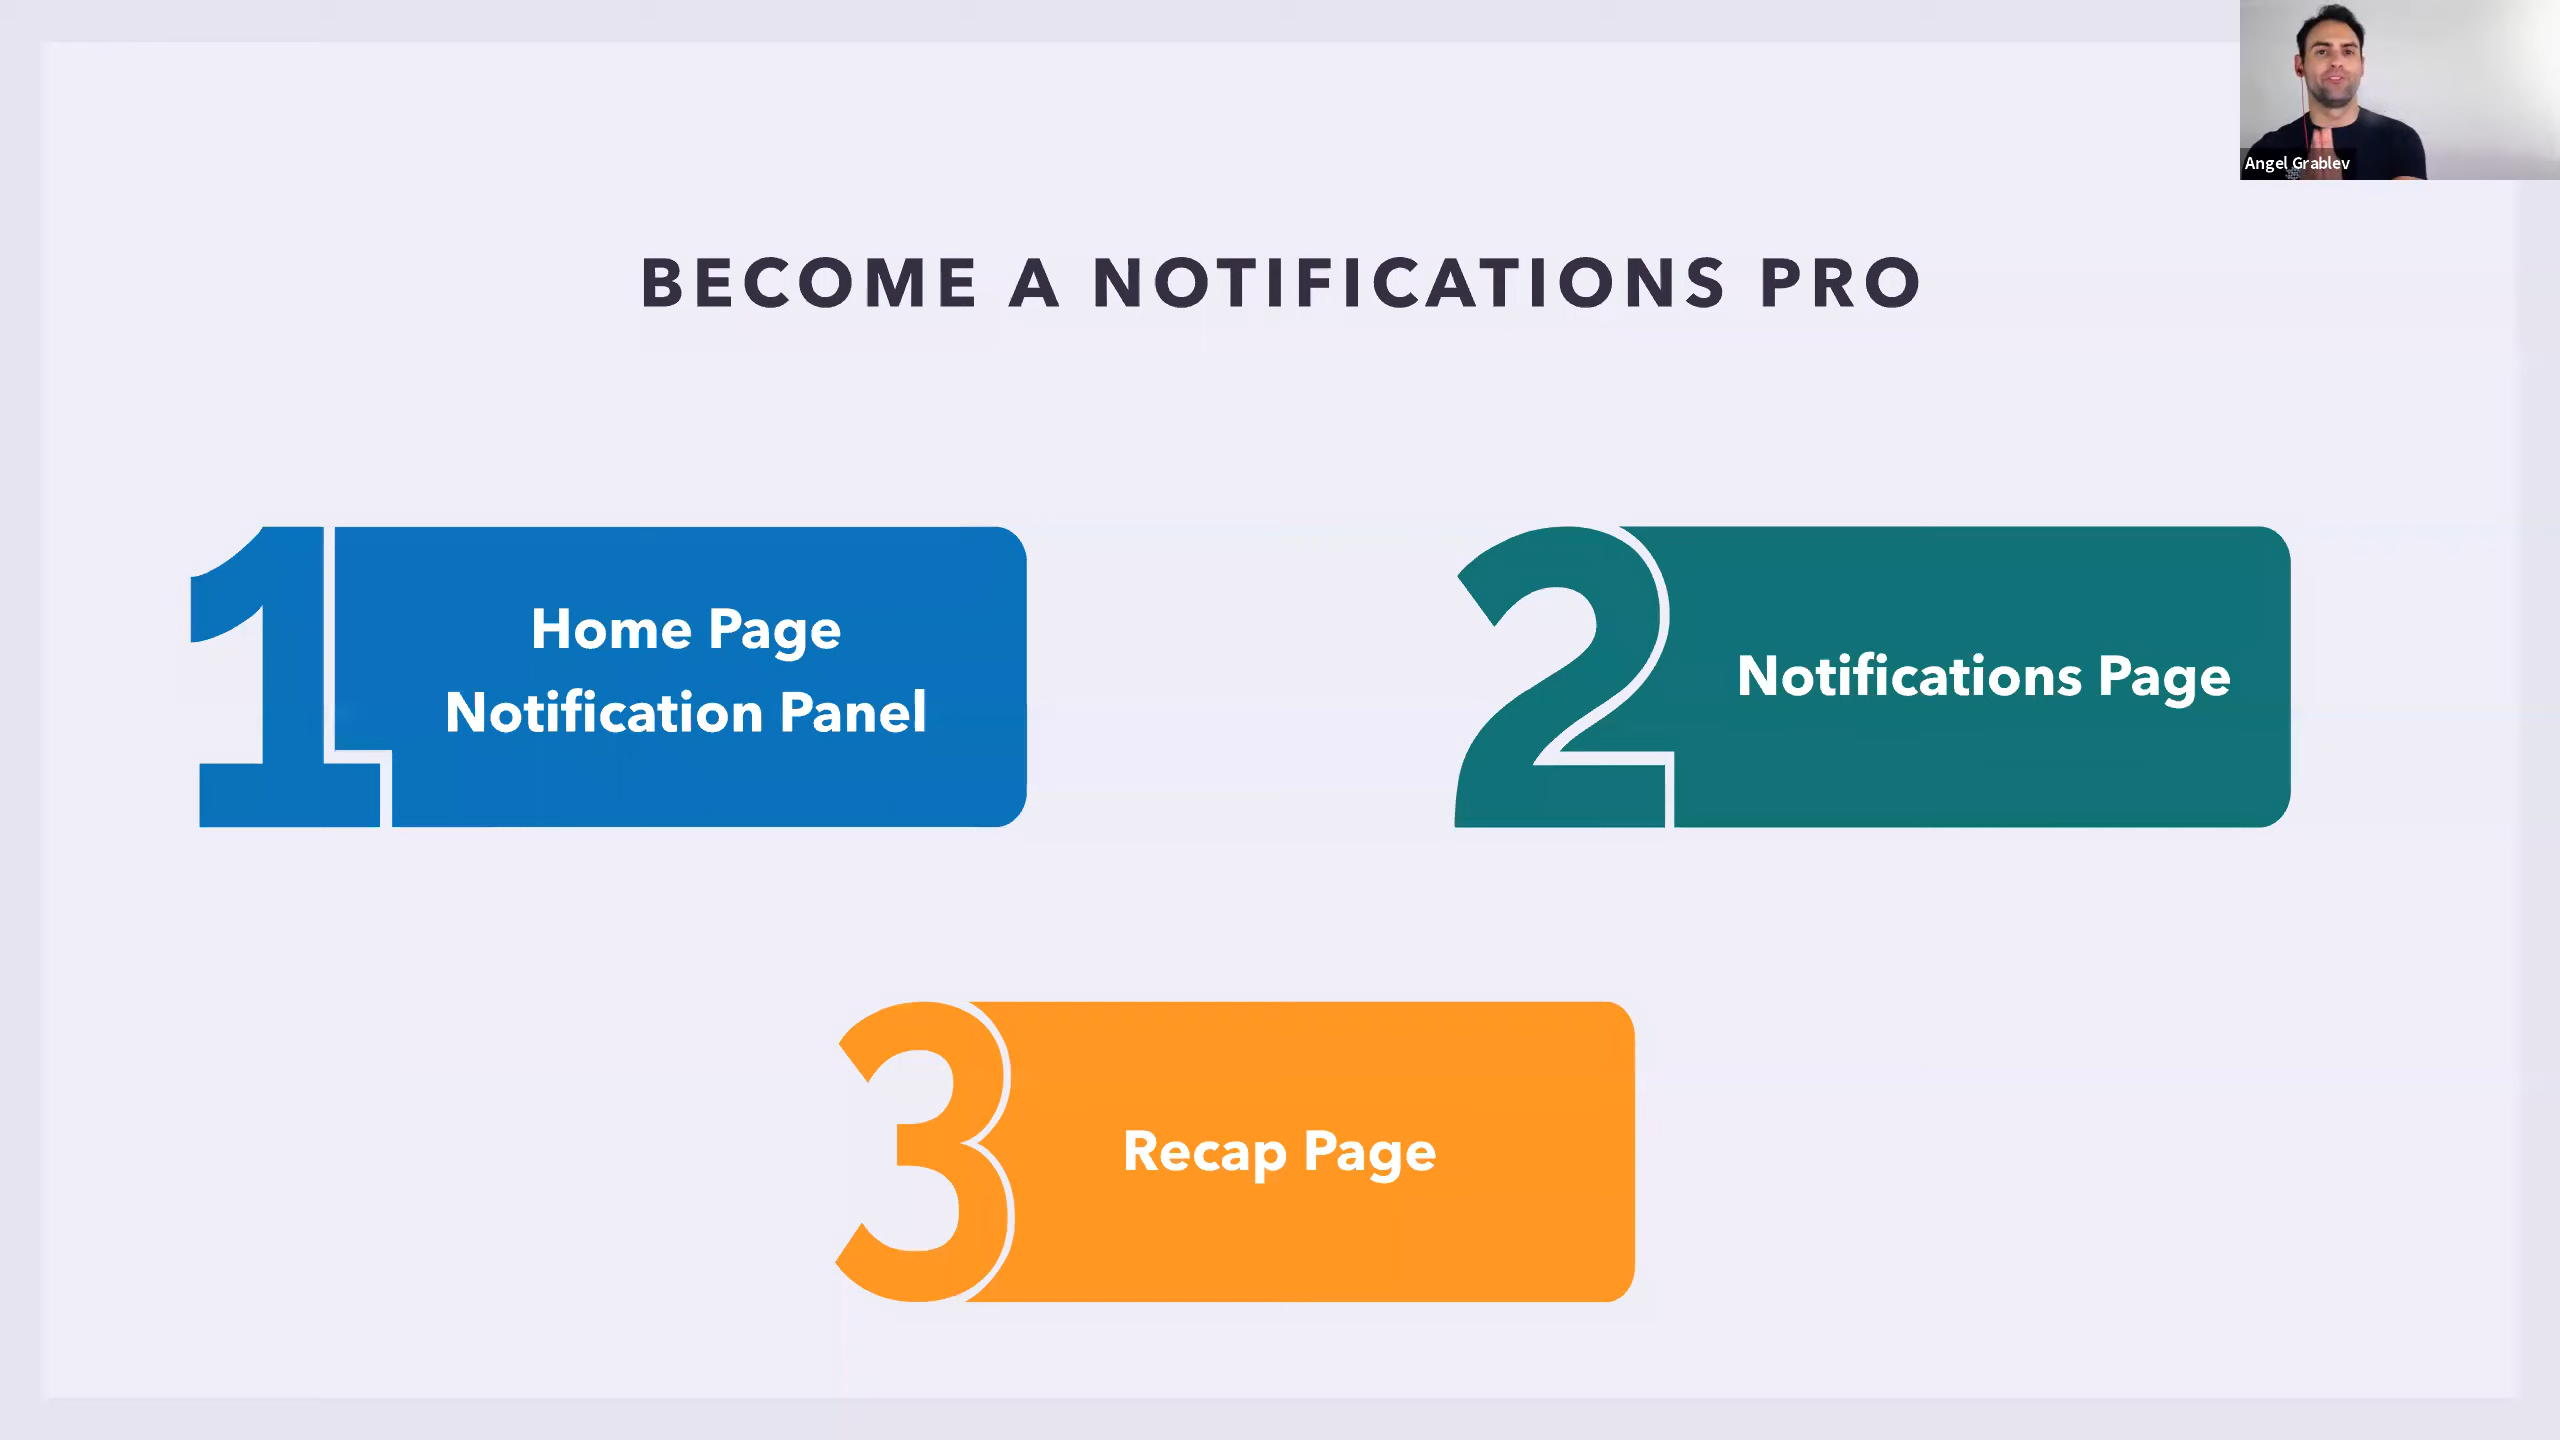 Angel Grablev
BECOME A NOTIFICATIONS PRO
1
Home Page
Notification Panel
2
Notifications Page
3
Recap Page